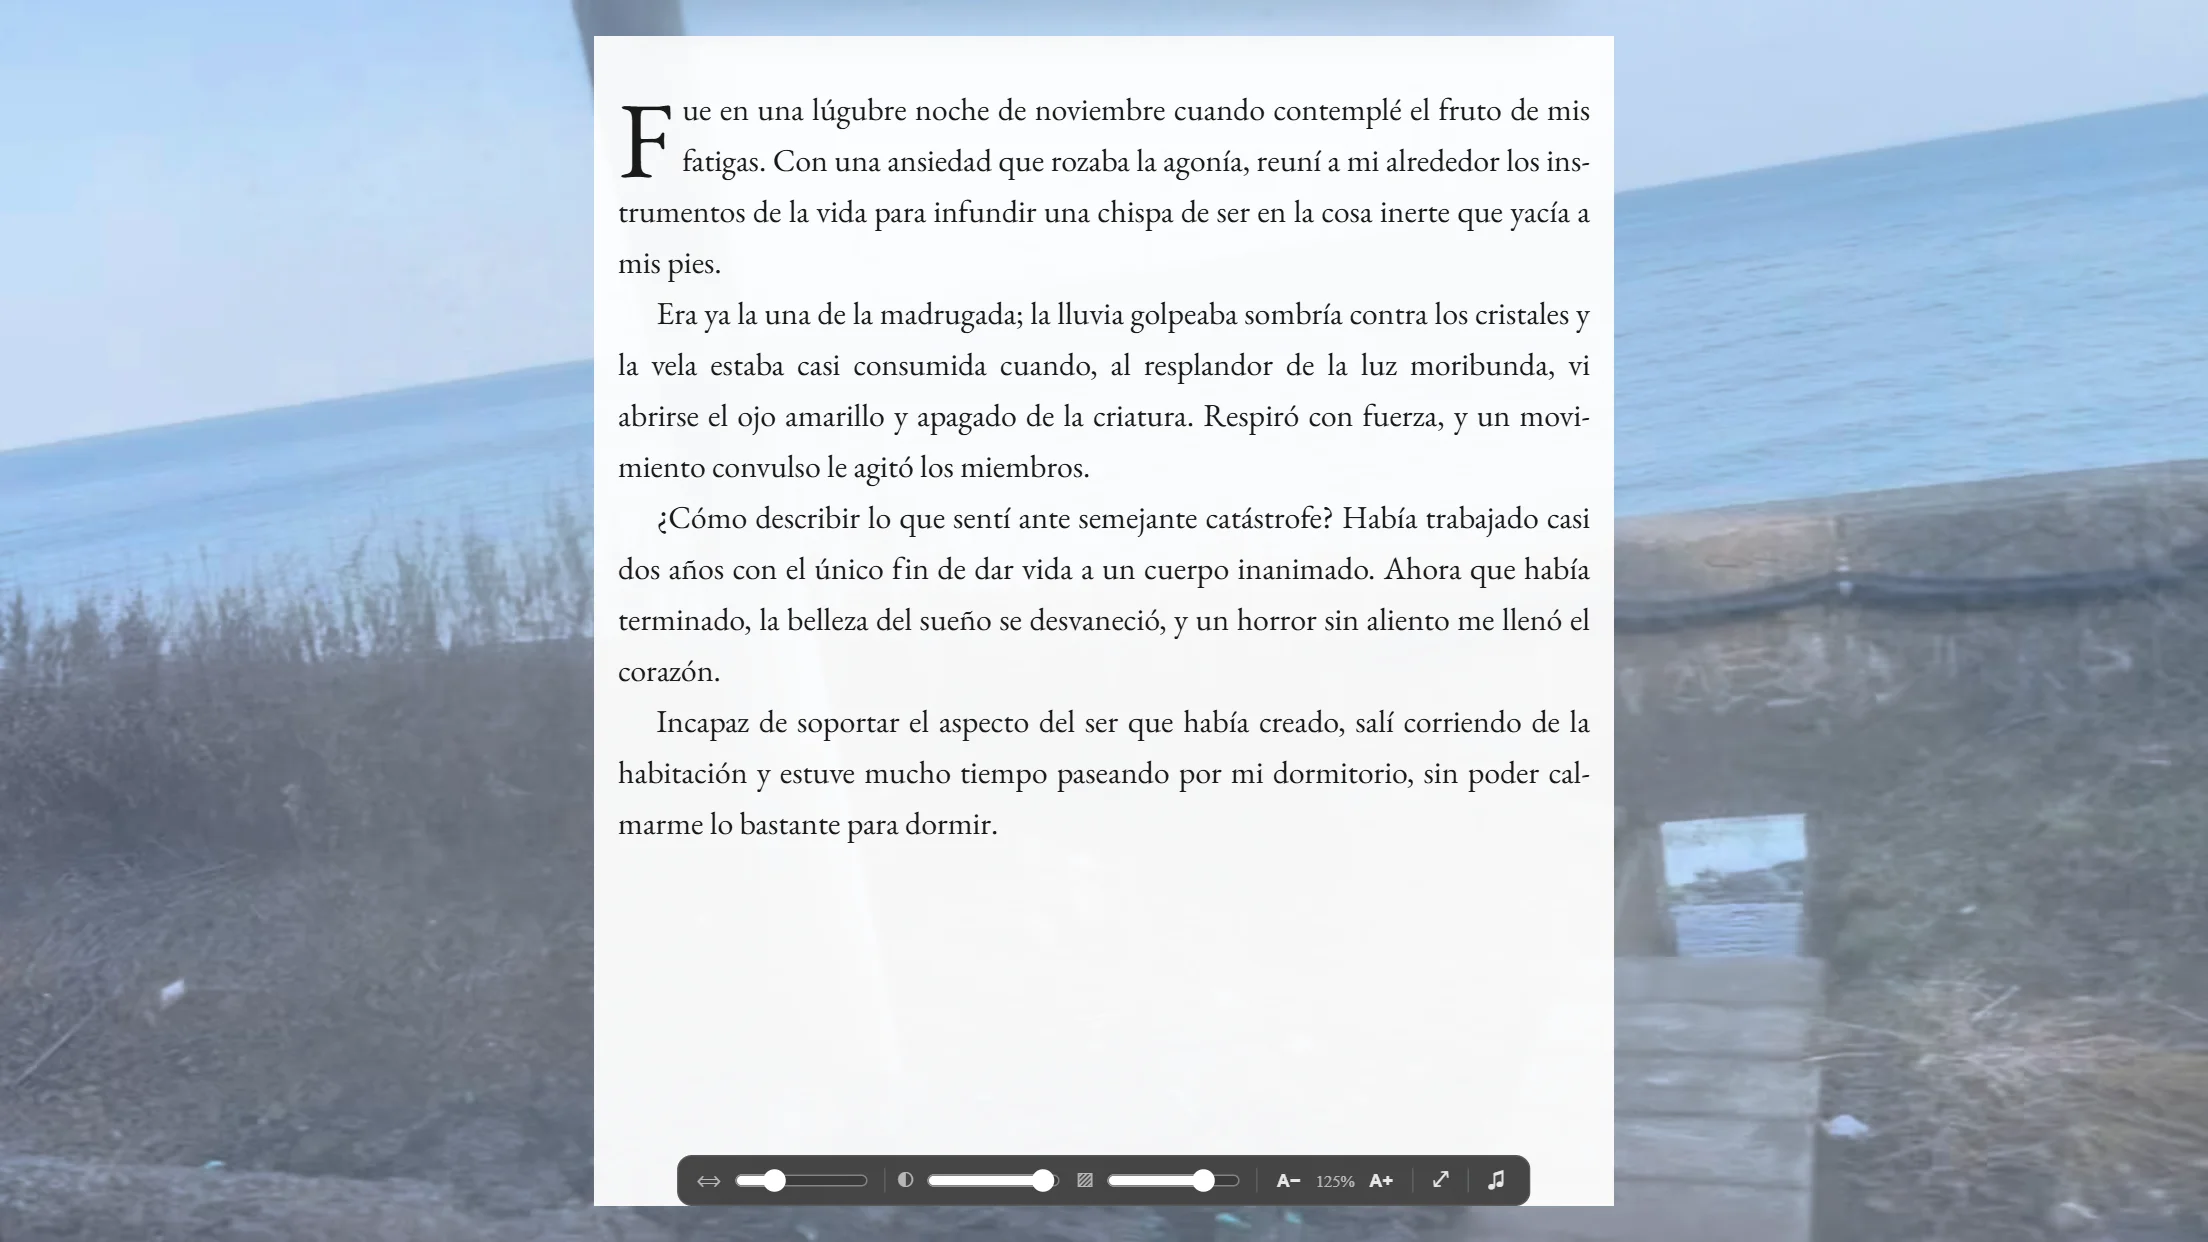 Fue en una lúgubre noche de noviembre cuando contemplé el fruto de mis
fatigas. Con una ansiedad que rozaba la agonía, reuní a mi alrededor los ins-
trumentos de la vida para infundir una chispa de ser en la cosa inerte que yacía a
mis pies.
Era ya la una de la madrugada; la lluvia golpeaba sombría contra los cristales y
la vela estaba casi consumida cuando, al resplandor de la luz moribunda, vi
abrirse el ojo amarillo y apagado de la criatura. Respiró con fuerza, y un movi-
miento convulso le agitó los miembros.
¿Cómo describir lo que sentí ante semejante catástrofe? Había trabajado casi
dos años con el único fin de dar vida a un cuerpo inanimado. Ahora que había
terminado, la belleza del sueño se desvaneció, y un horror sin aliento me llenó el
corazón.
Incapaz de soportar el aspecto del ser que había creado, salí corriendo de la
habitación y estuve mucho tiempo paseando por mi dormitorio, sin poder cal-
marme lo bastante para dormir.
A− 125% A+